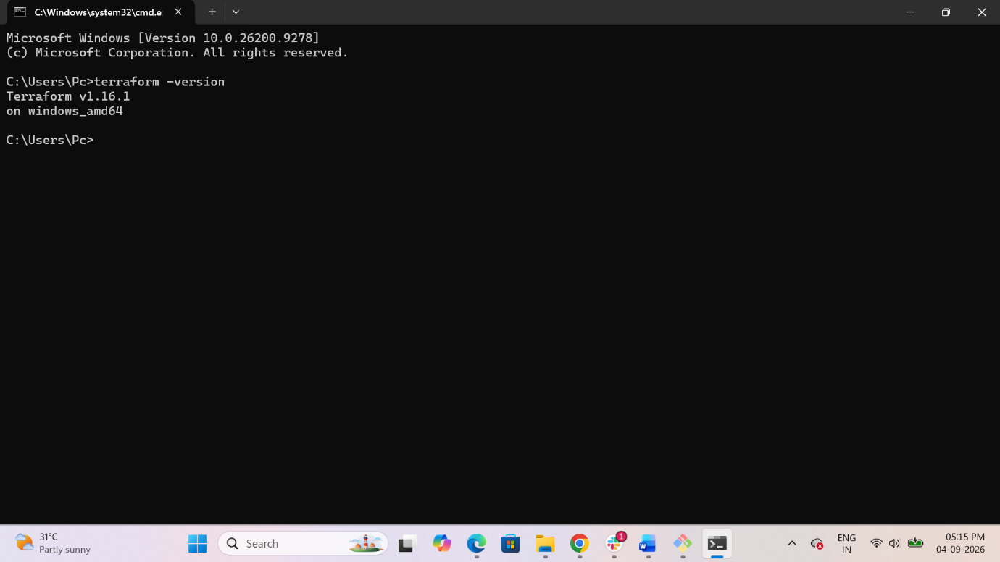 C:\Windows\system32\cmd.e
Microsoft Windows [Version 10.0.26200.9278]
(c) Microsoft Corporation. All rights reserved.
C:\Users\Pc>terraform -version
Terraform v1.16.1
on windows_amd64
C:\Users\Pc>
31°C
Partly sunny
Search
1
ENG
IN
05:15 PM
04-09-2026